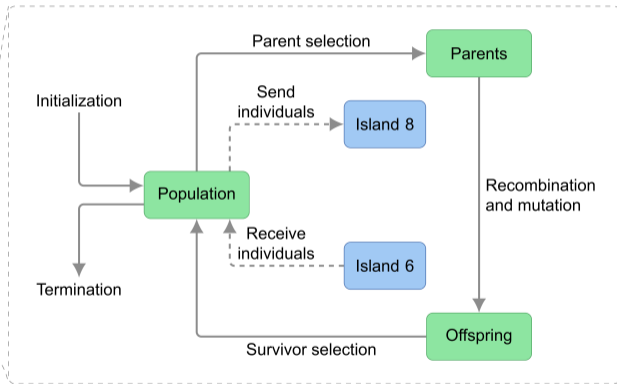 Parent selection
Parents
Send
individuals
Initialization
Island 8
Population
Recombination
and mutation
Receive
individuals
Island 6
Termination
Offspring
Survivor selection